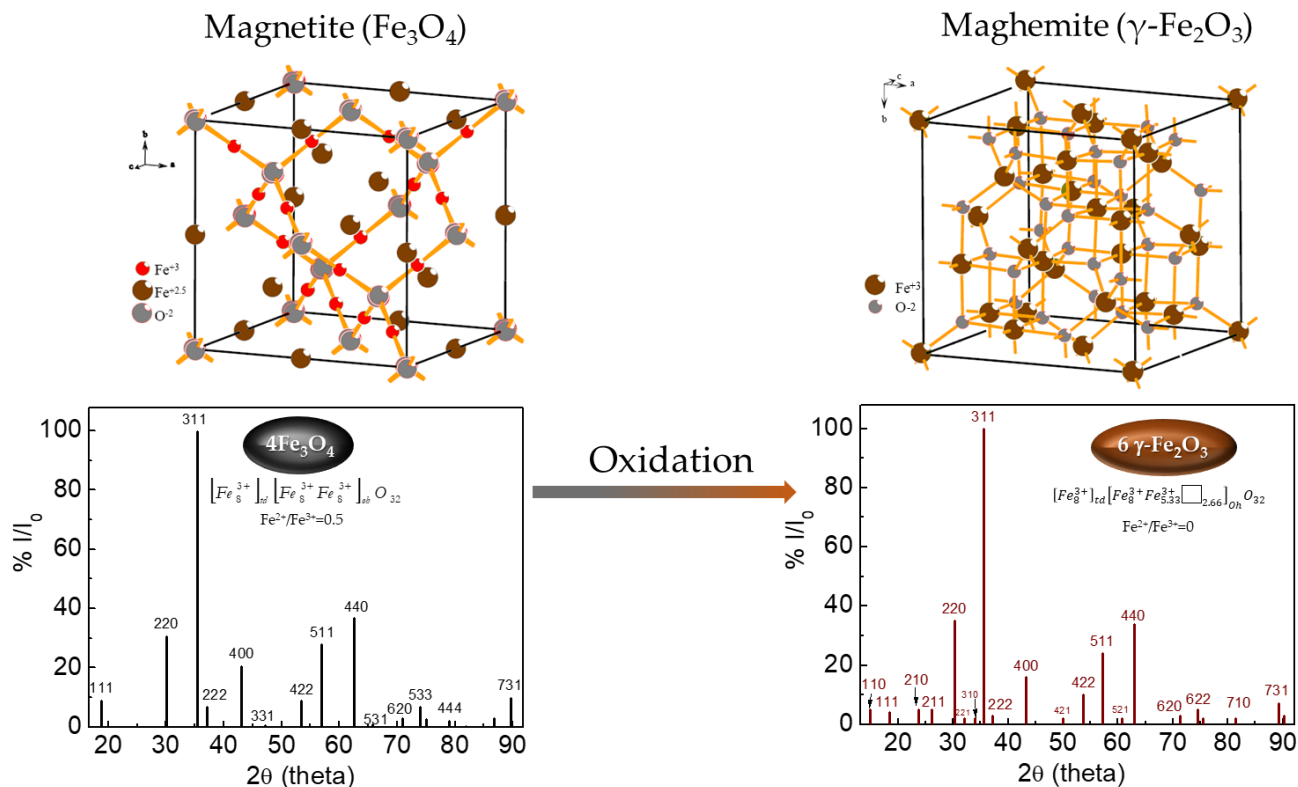 Magnetite (Fe₃O₄)
c
b
a
Fe⁺³
Fe⁺²·⁵
O⁻²
Maghemite (γ-Fe₂O₃)
c
a
b
Fe⁺³
O⁻²
% I/I₀
100
80
60
40
20
0
111
220
311
222
400
331
422
511
440
531
620
533
444
731
4Fe₃O₄
[Fe₈³⁺]td [Fe₈³⁺Fe₈³⁺]oh O₃₂
Fe²⁺/Fe³⁺=0.5
20 30 40 50 60 70 80 90
2θ (theta)
Oxidation
% I/I₀
100
80
60
40
20
0
110
111
210
211
220
221
310
311
222
400
421
422
511
521
440
620
622
710
731
6 γ-Fe₂O₃
[Fe₈³⁺]td[Fe₈³⁺Fe₅.₃₃³⁺□₂.₆₆]Oh O₃₂
Fe²⁺/Fe³⁺=0
20 30 40 50 60 70 80 90
2θ (theta)